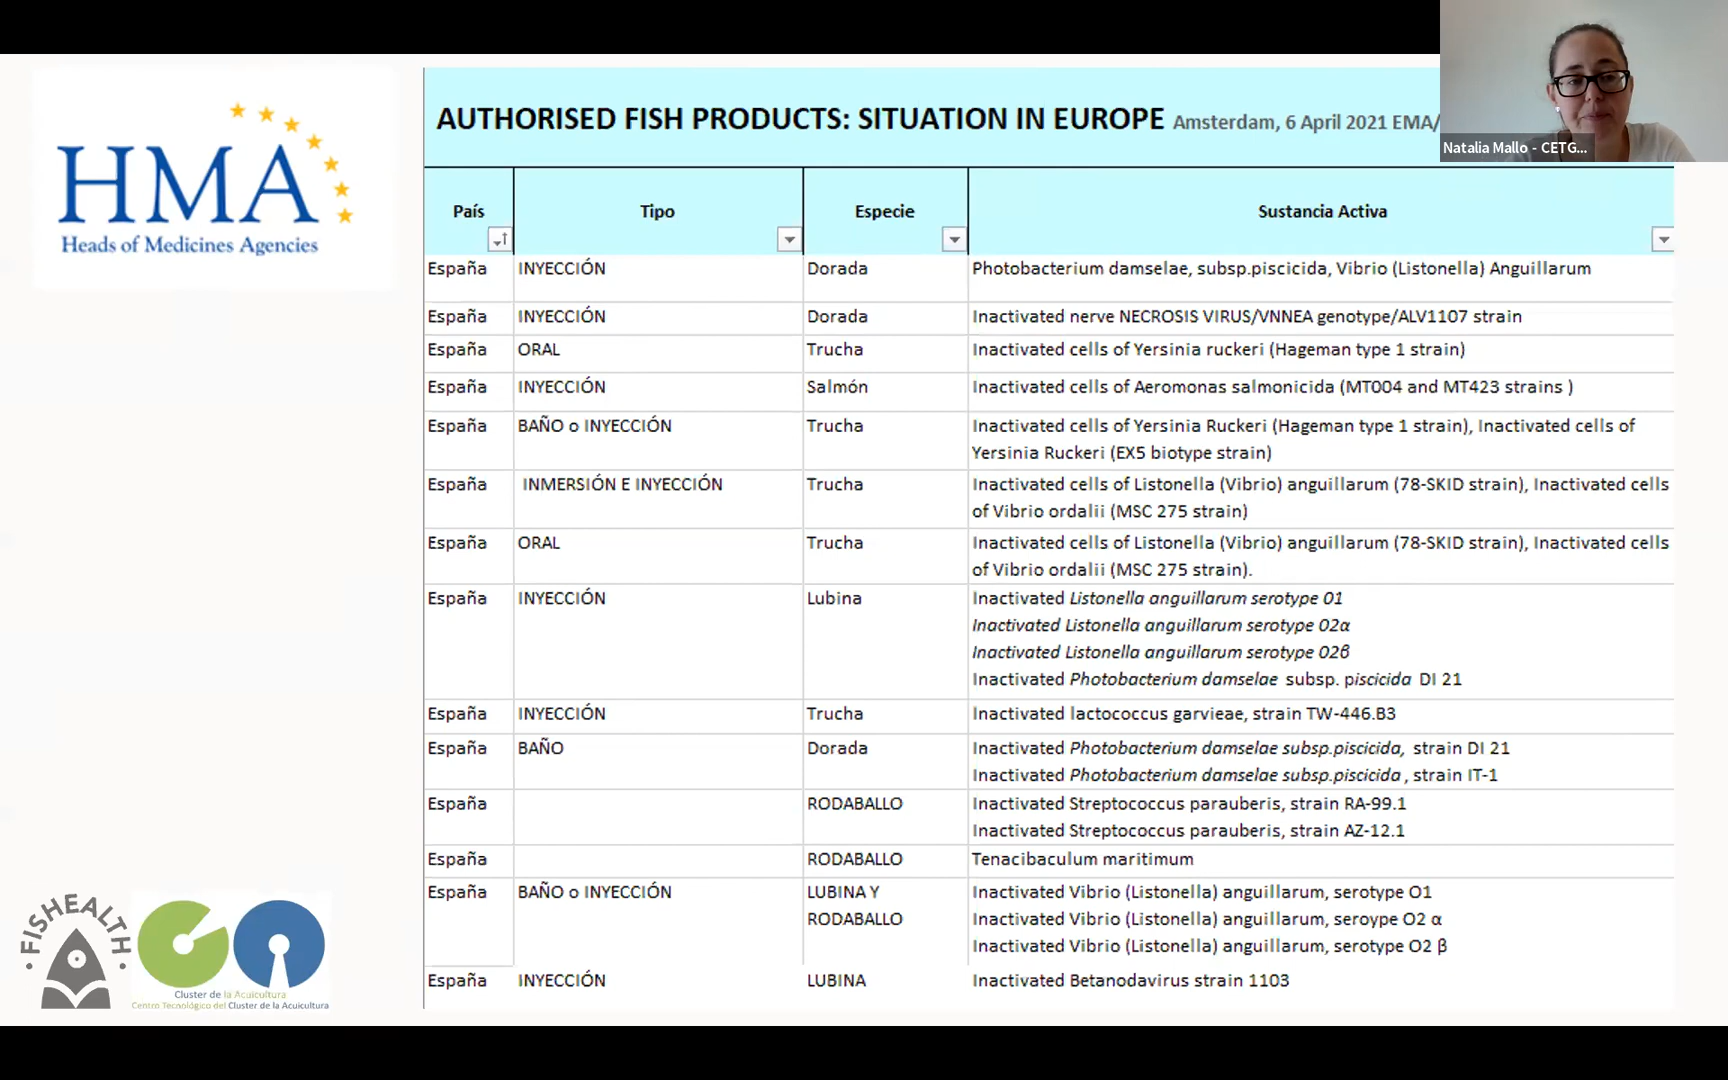 HMA
Heads of Medicines Agencies
AUTHORISED FISH PRODUCTS: SITUATION IN EUROPE Amsterdam, 6 April 2021 EMA/
Natalia Mallo - CETG...
País Tipo Especie Sustancia Activa
España INYECCIÓN Dorada Photobacterium damselae, subsp.piscicida, Vibrio (Listonella) Anguillarum
España INYECCIÓN Dorada Inactivated nerve NECROSIS VIRUS/VNNEA genotype/ALV1107 strain
España ORAL Trucha Inactivated cells of Yersinia ruckeri (Hageman type 1 strain)
España INYECCIÓN Salmón Inactivated cells of Aeromonas salmonicida (MT004 and MT423 strains )
España BAÑO o INYECCIÓN Trucha Inactivated cells of Yersinia Ruckeri (Hageman type 1 strain), Inactivated cells of
Yersinia Ruckeri (EX5 biotype strain)
España INMERSIÓN E INYECCIÓN Trucha Inactivated cells of Listonella (Vibrio) anguillarum (78-SKID strain), Inactivated cells
of Vibrio ordalii (MSC 275 strain)
España ORAL Trucha Inactivated cells of Listonella (Vibrio) anguillarum (78-SKID strain), Inactivated cells
of Vibrio ordalii (MSC 275 strain).
España INYECCIÓN Lubina Inactivated Listonella anguillarum serotype 01
Inactivated Listonella anguillarum serotype 02α
Inactivated Listonella anguillarum serotype 02β
Inactivated Photobacterium damselae subsp. piscicida DI 21
España INYECCIÓN Trucha Inactivated lactococcus garvieae, strain TW-446.B3
España BAÑO Dorada Inactivated Photobacterium damselae subsp.piscicida, strain DI 21
Inactivated Photobacterium damselae subsp.piscicida , strain IT-1
España RODABALLO Inactivated Streptococcus parauberis, strain RA-99.1
Inactivated Streptococcus parauberis, strain AZ-12.1
España RODABALLO Tenacibaculum maritimum
España BAÑO o INYECCIÓN LUBINA Y Inactivated Vibrio (Listonella) anguillarum, serotype O1
RODABALLO Inactivated Vibrio (Listonella) anguillarum, seroype O2 α
Inactivated Vibrio (Listonella) anguillarum, serotype O2 β
España INYECCIÓN LUBINA Inactivated Betanodavirus strain 1103
FISHEALTH
Cluster de la Acuicultura
Centro Tecnológico del Cluster de la Acuicultura